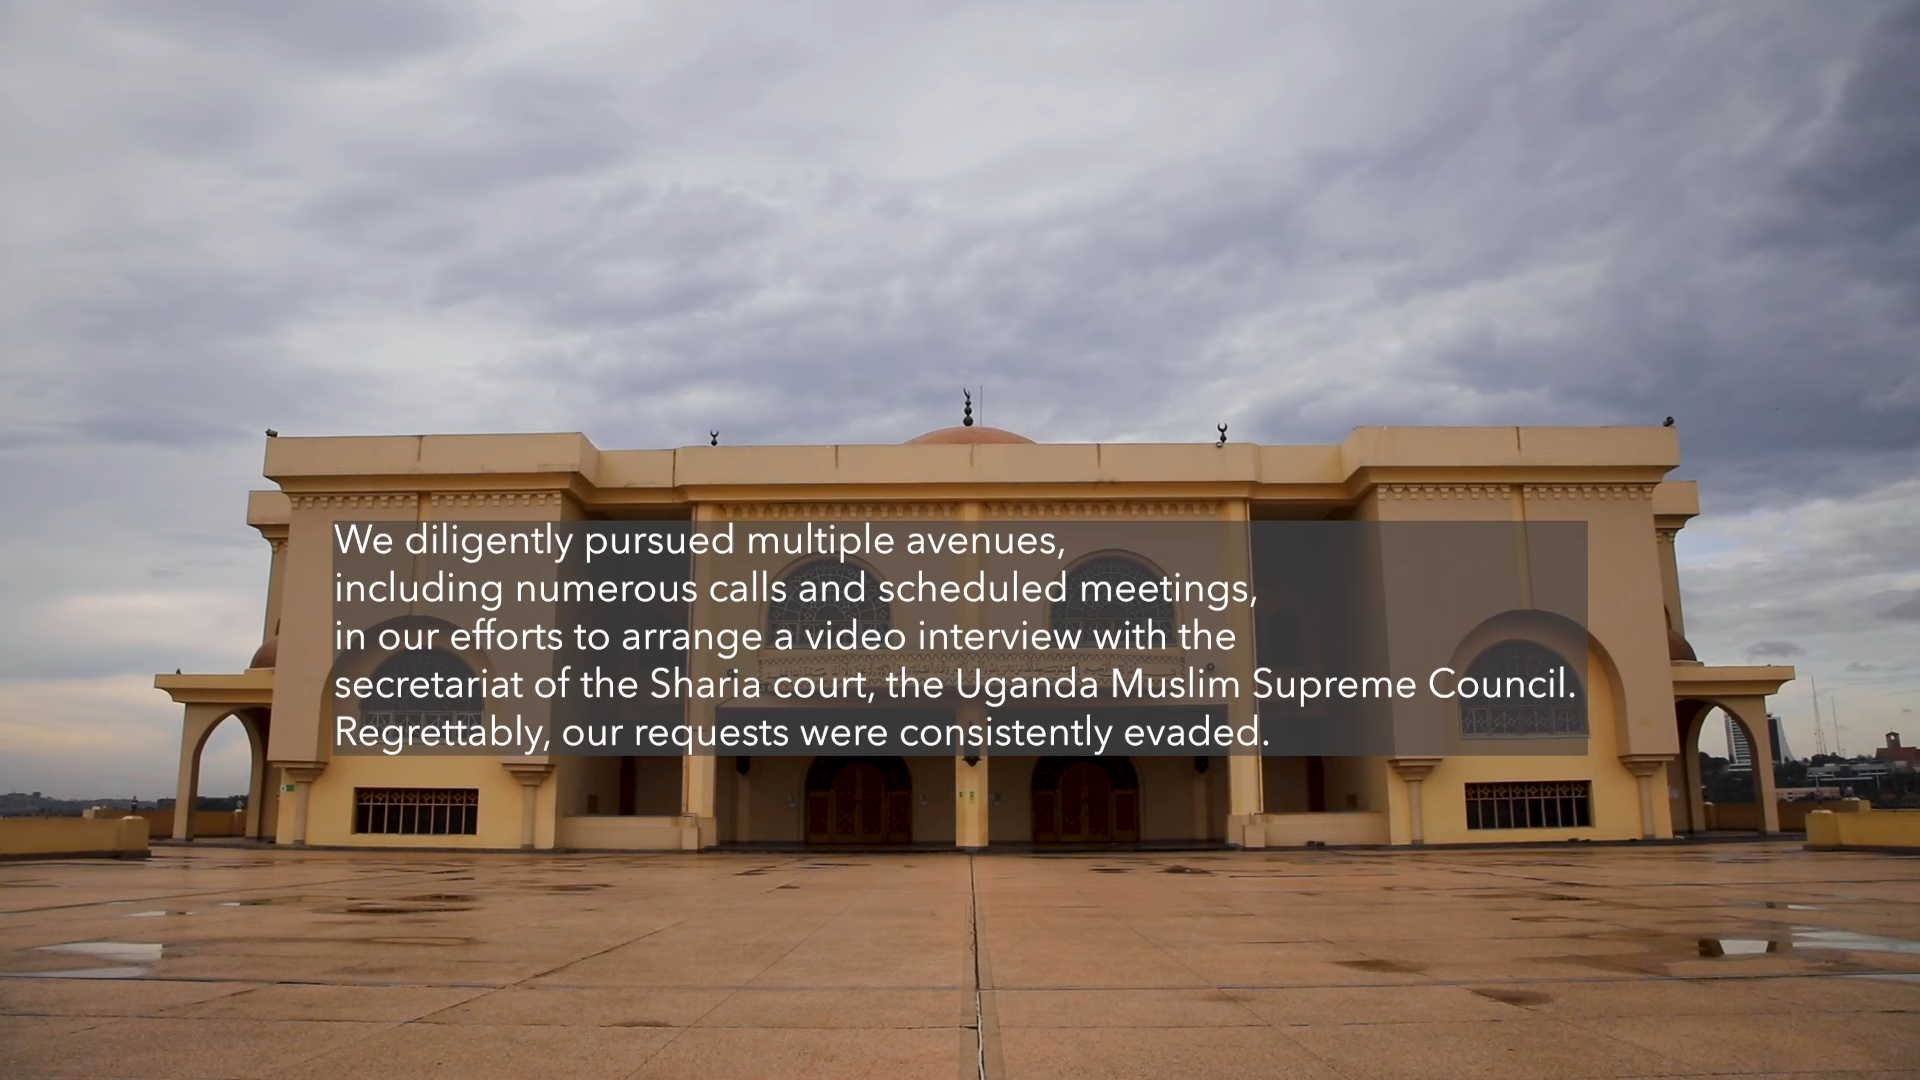 We diligently pursued multiple avenues,
including numerous calls and scheduled meetings,
in our efforts to arrange a video interview with the
secretariat of the Sharia court, the Uganda Muslim Supreme Council.
Regrettably, our requests were consistently evaded.